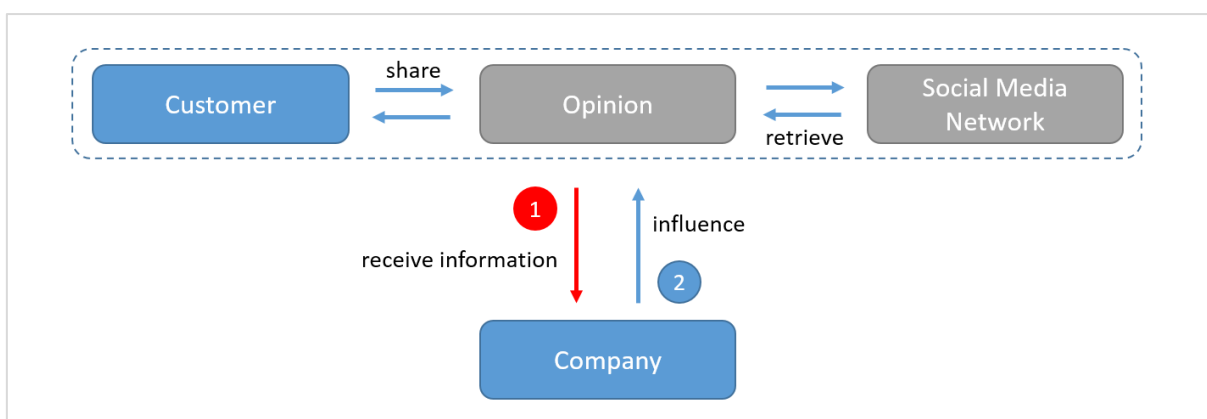 share
Customer
Opinion
Social Media
Network
retrieve
1
influence
receive information
2
Company